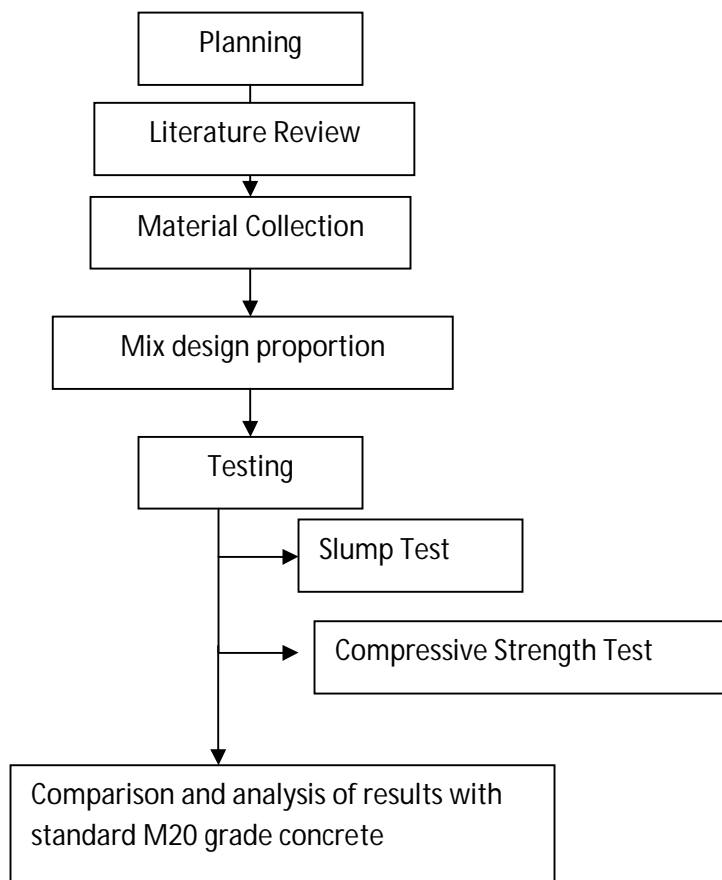 Planning
Literature Review
Material Collection
Mix design proportion
Testing
Slump Test
Compressive Strength Test
Comparison and analysis of results with
standard M20 grade concrete